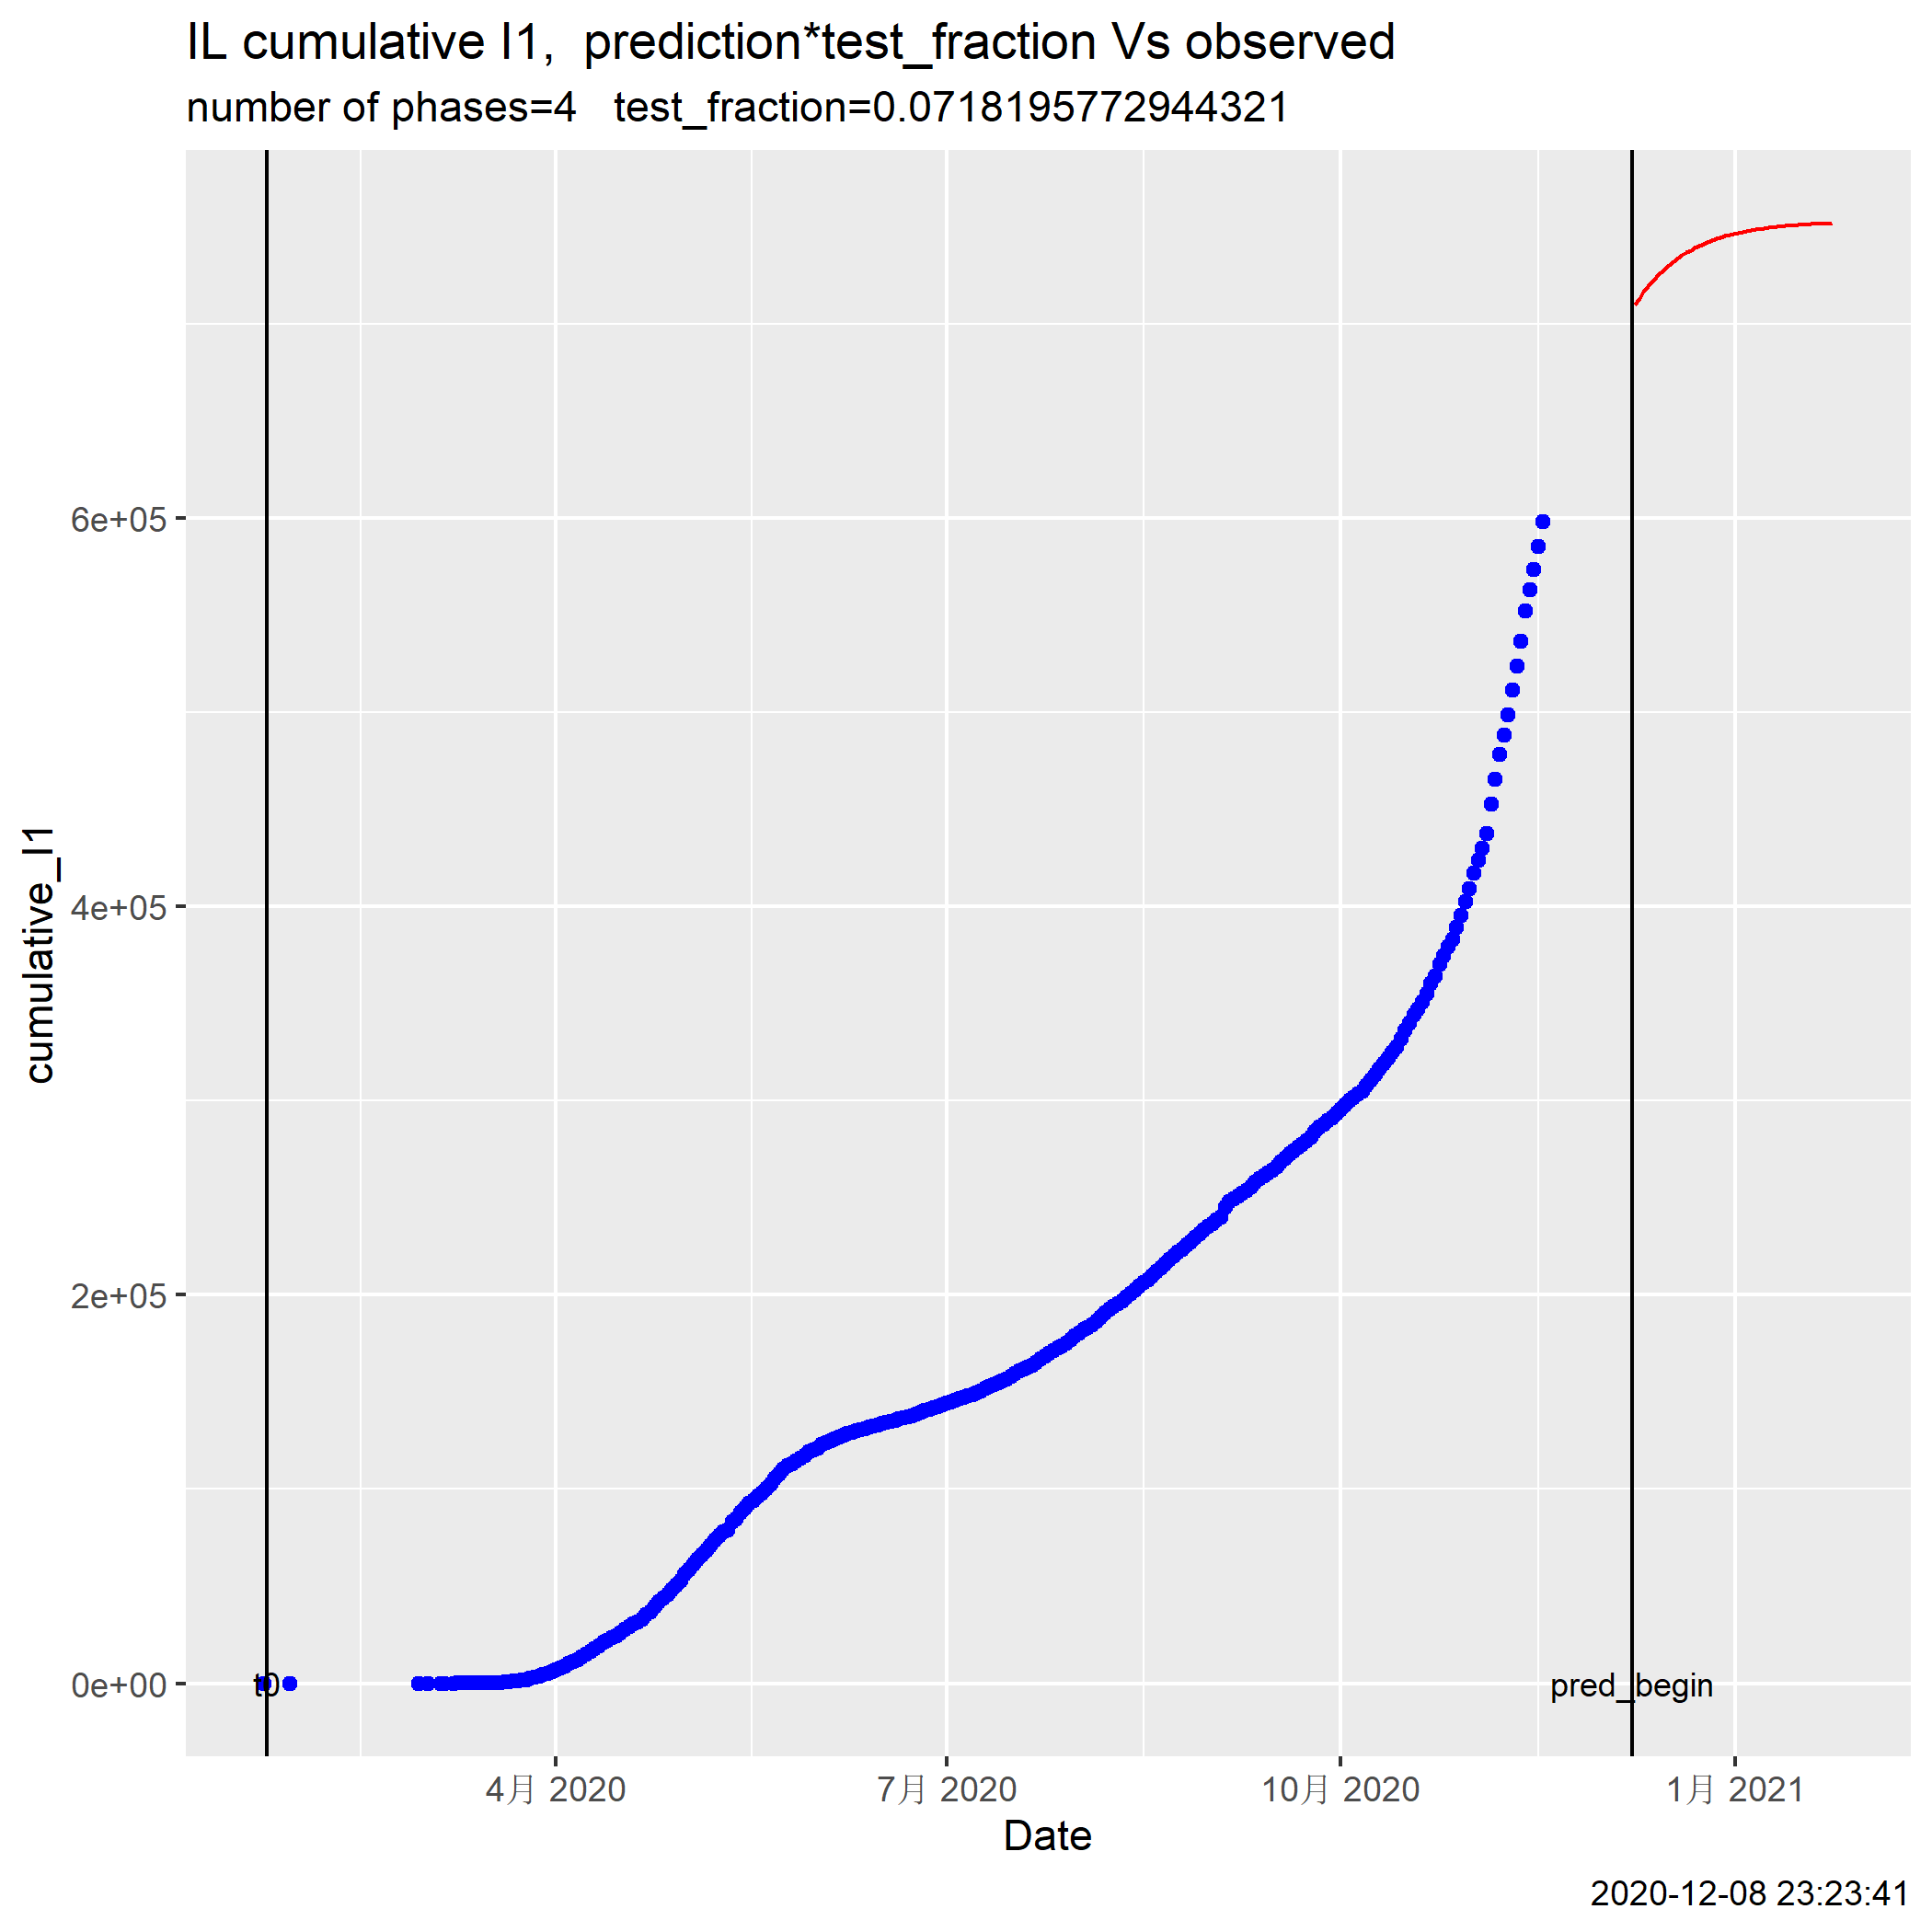 IL cumulative I1,  prediction*test_fraction Vs observed
number of phases=4   test_fraction=0.0718195772944321
cumulative_I1
6e+05
4e+05
2e+05
0e+00
t0
pred_begin
4月 2020
7月 2020
10月 2020
1月 2021
Date
2020-12-08 23:23:41